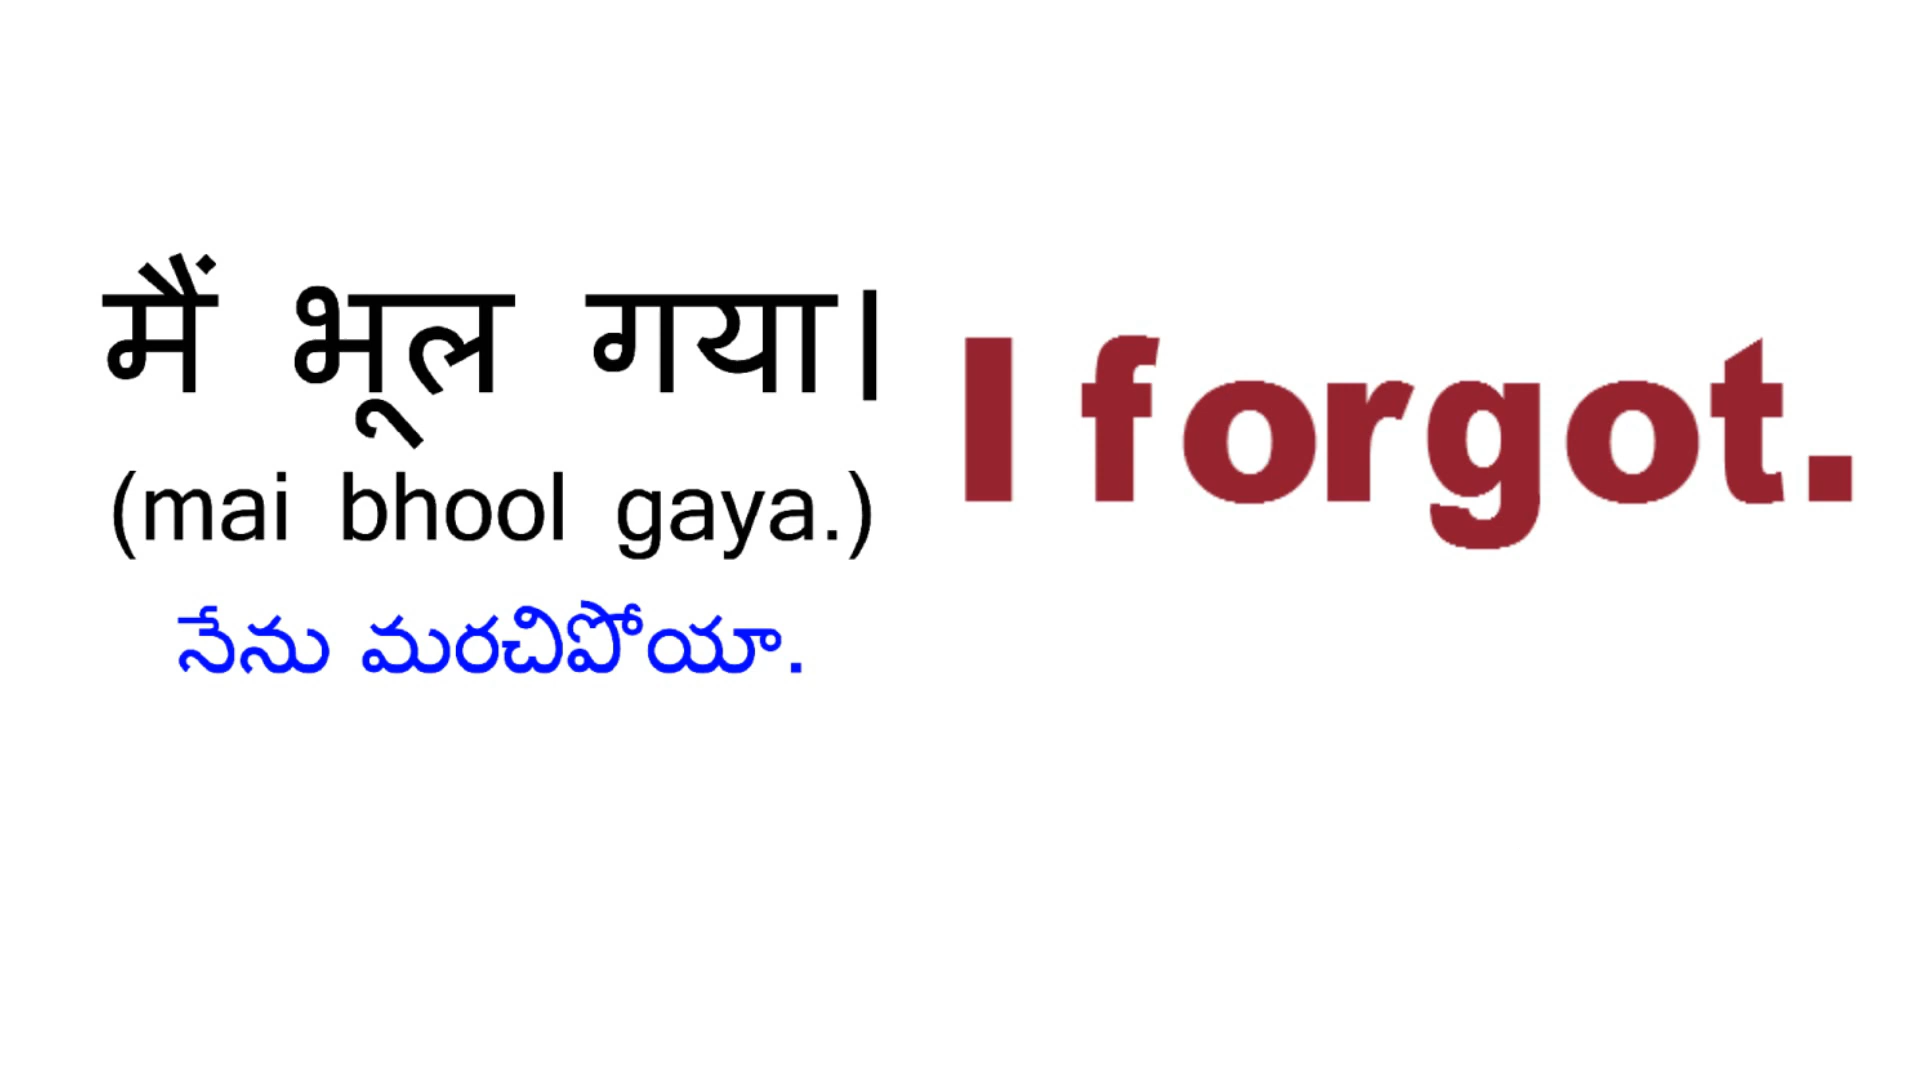 मैं भूल गया।
(mai bhool gaya.)
నేను మరచిపోయా.
I forgot.